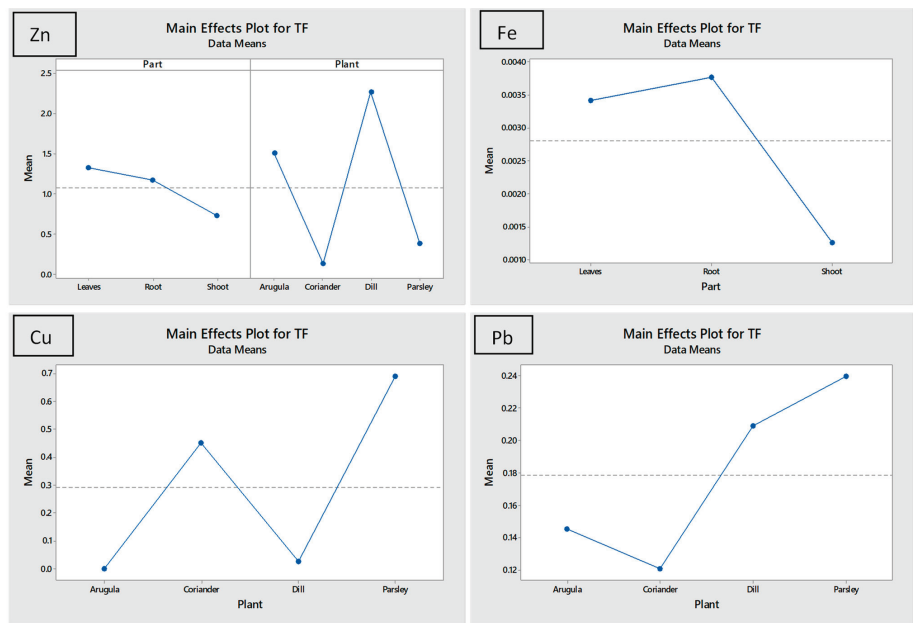 Zn
Main Effects Plot for TF
Data Means
Part Plant
2.5
2.0
1.5
1.0
0.5
0.0
Mean
Leaves Root Shoot Arugula Coriander Dill Parsley
Fe
Main Effects Plot for TF
Data Means
0.0040
0.0035
0.0030
0.0025
0.0020
0.0015
0.0010
Mean
Leaves Root Shoot
Part
Cu
Main Effects Plot for TF
Data Means
0.7
0.6
0.5
0.4
0.3
0.2
0.1
0.0
Mean
Arugula Coriander Dill Parsley
Plant
Pb
Main Effects Plot for TF
Data Means
0.24
0.22
0.20
0.18
0.16
0.14
0.12
Mean
Arugula Coriander Dill Parsley
Plant